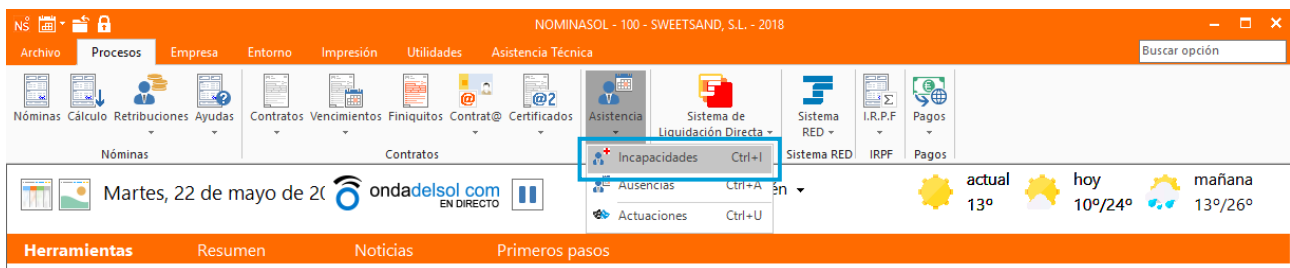 NS NOMINASOL - 100 - SWEETSAND, S.L. - 2018
Archivo Procesos Empresa Entorno Impresión Utilidades Asistencia Técnica Buscar opción
Nóminas Cálculo Retribuciones Ayudas Contratos Vencimientos Finiquitos Contrat@ Certificados Asistencia Sistema de Liquidación Directa Sistema RED I.R.P.F Pagos
Nóminas Contratos Sistema RED IRPF Pagos
Incapacidades Ctrl+I
Ausencias Ctrl+A
Actuaciones Ctrl+U
Martes, 22 de mayo de 2 ondadelsol com
EN DIRECTO
én
actual hoy mañana
13º 10º/24º 13º/26º
Herramientas Resumen Noticias Primeros pasos